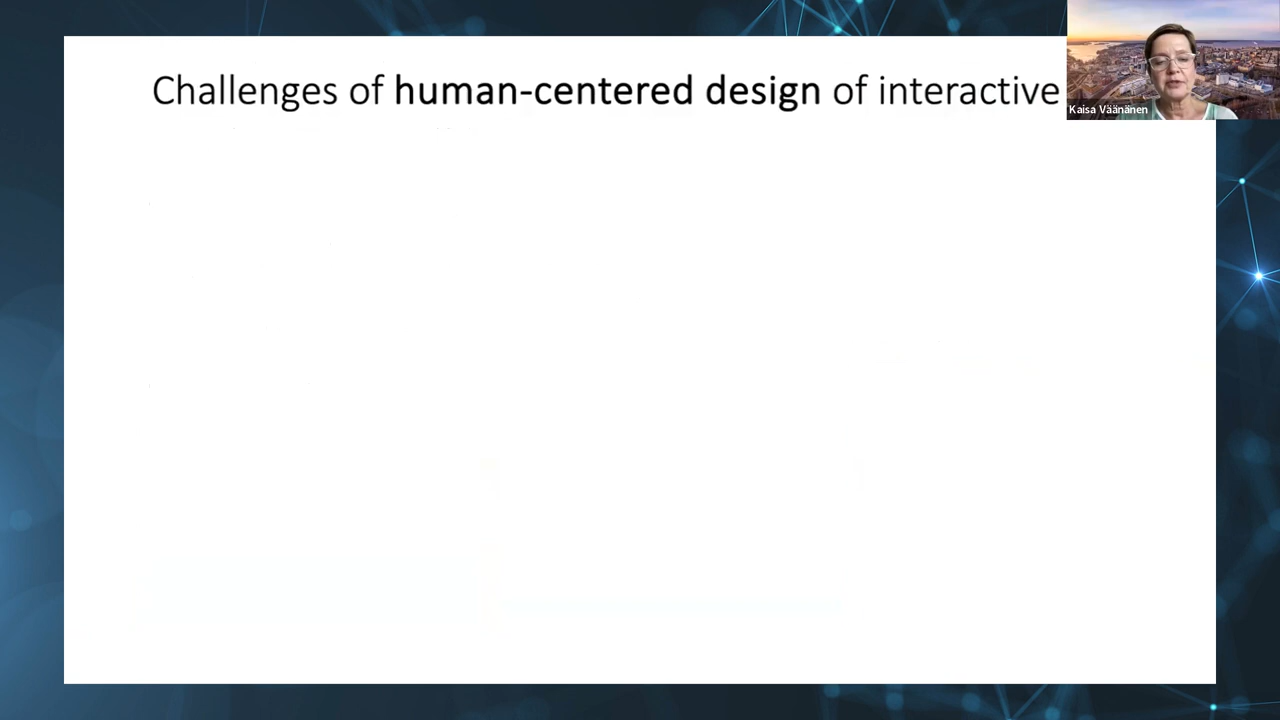 Challenges of human-centered design of interactive
Kaisa Väänänen